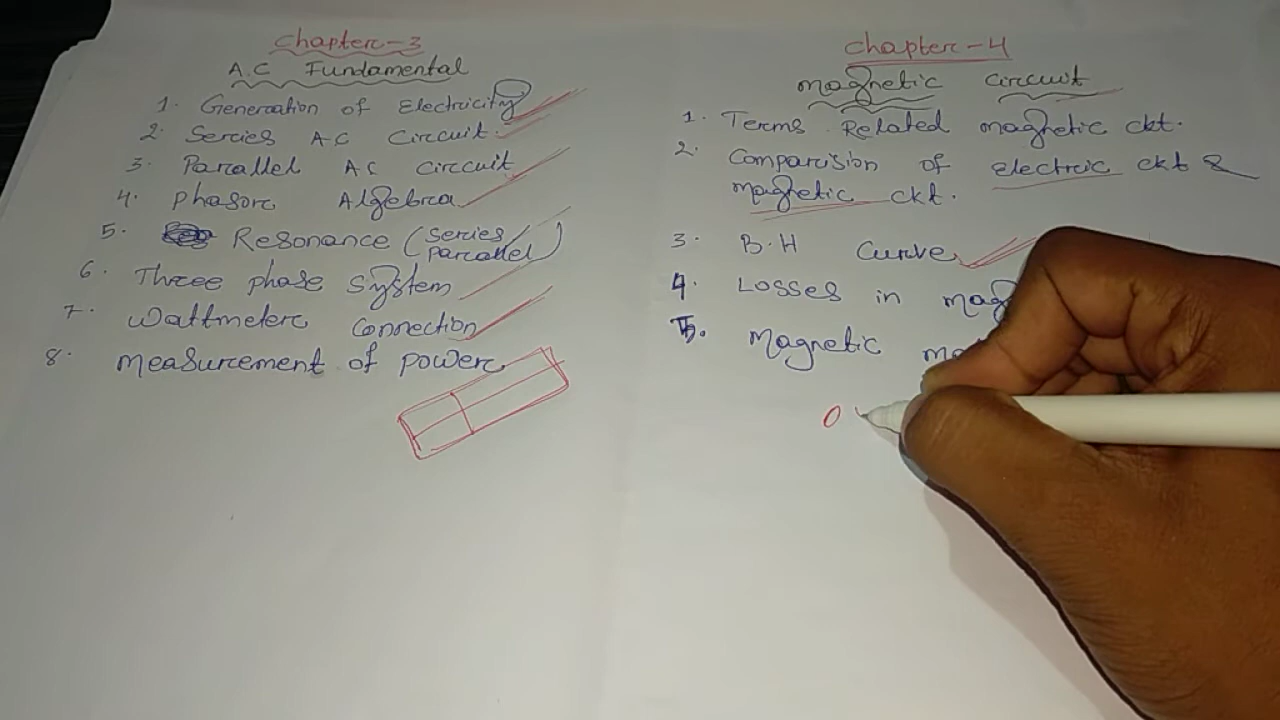 Chapter-3
A.C Fundamental
1. Generation of Electricity
2. Series A-C Circuit.
3. Parallel AC circuit
4. Phasor Algebra
5. Resonance (series/
parallel)
6. Three phase system
7. Wattmeter connection
8. Measurement of power
Chapter-4
Magnetic circuit
1. Terms Related magnetic ckt.
2. Comparcision of electric ckt &
magnetic ckt.
3. B.H Curve
4. Losses in
5. Magnetic